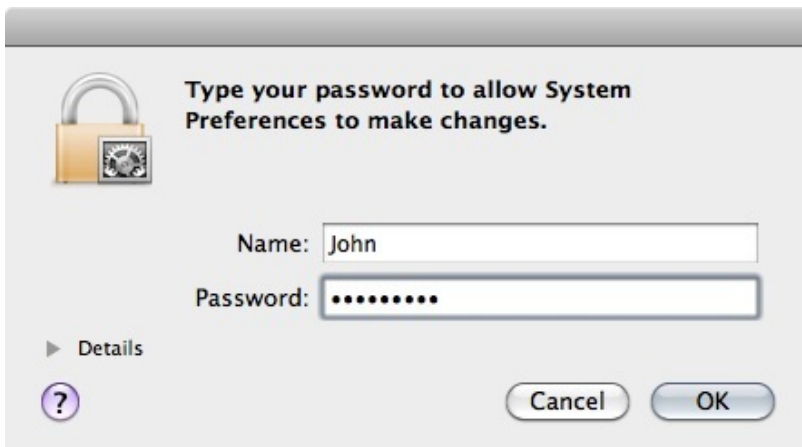 Type your password to allow System
Preferences to make changes.
Name: John
Password: •••••••••
Details
?
Cancel
OK